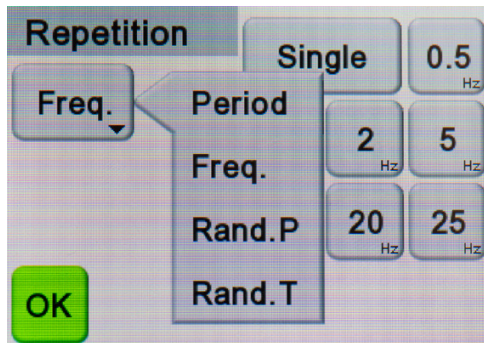 Repetition
Single
0.5
Hz
Freq.
Period
Freq.
Rand.P
Rand.T
2
Hz
5
Hz
20
Hz
25
Hz
OK